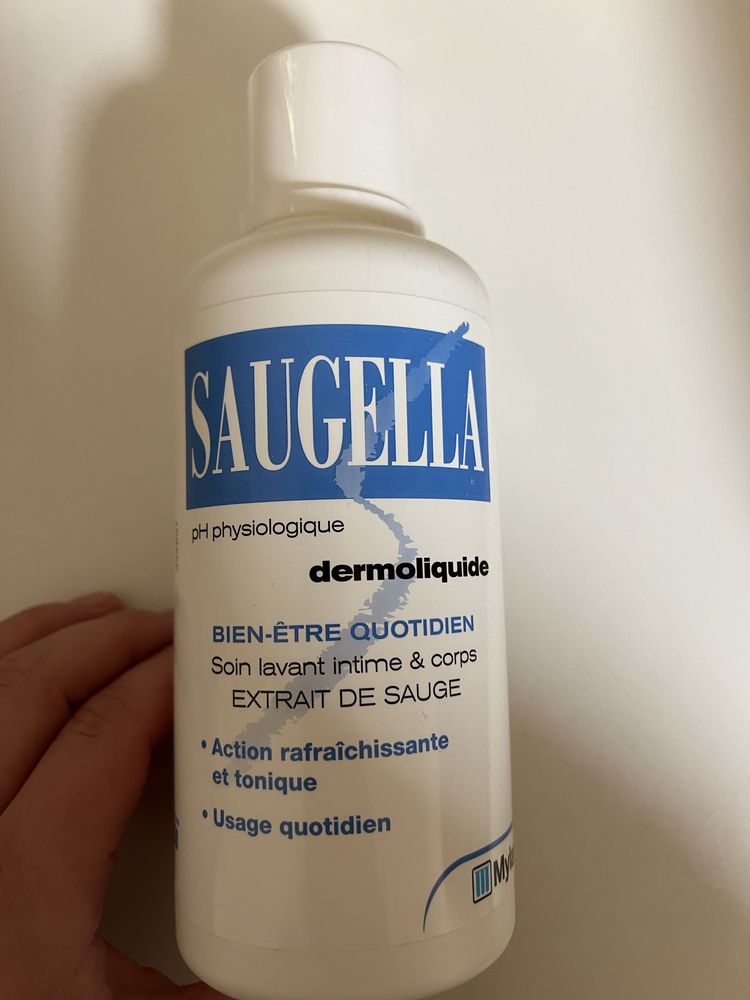 SAUGELLA
pH physiologique
dermoliquide
BIEN-ÊTRE QUOTIDIEN
Soin lavant intime & corps
EXTRAIT DE SAUGE
• Action rafraîchissante
et tonique
• Usage quotidien